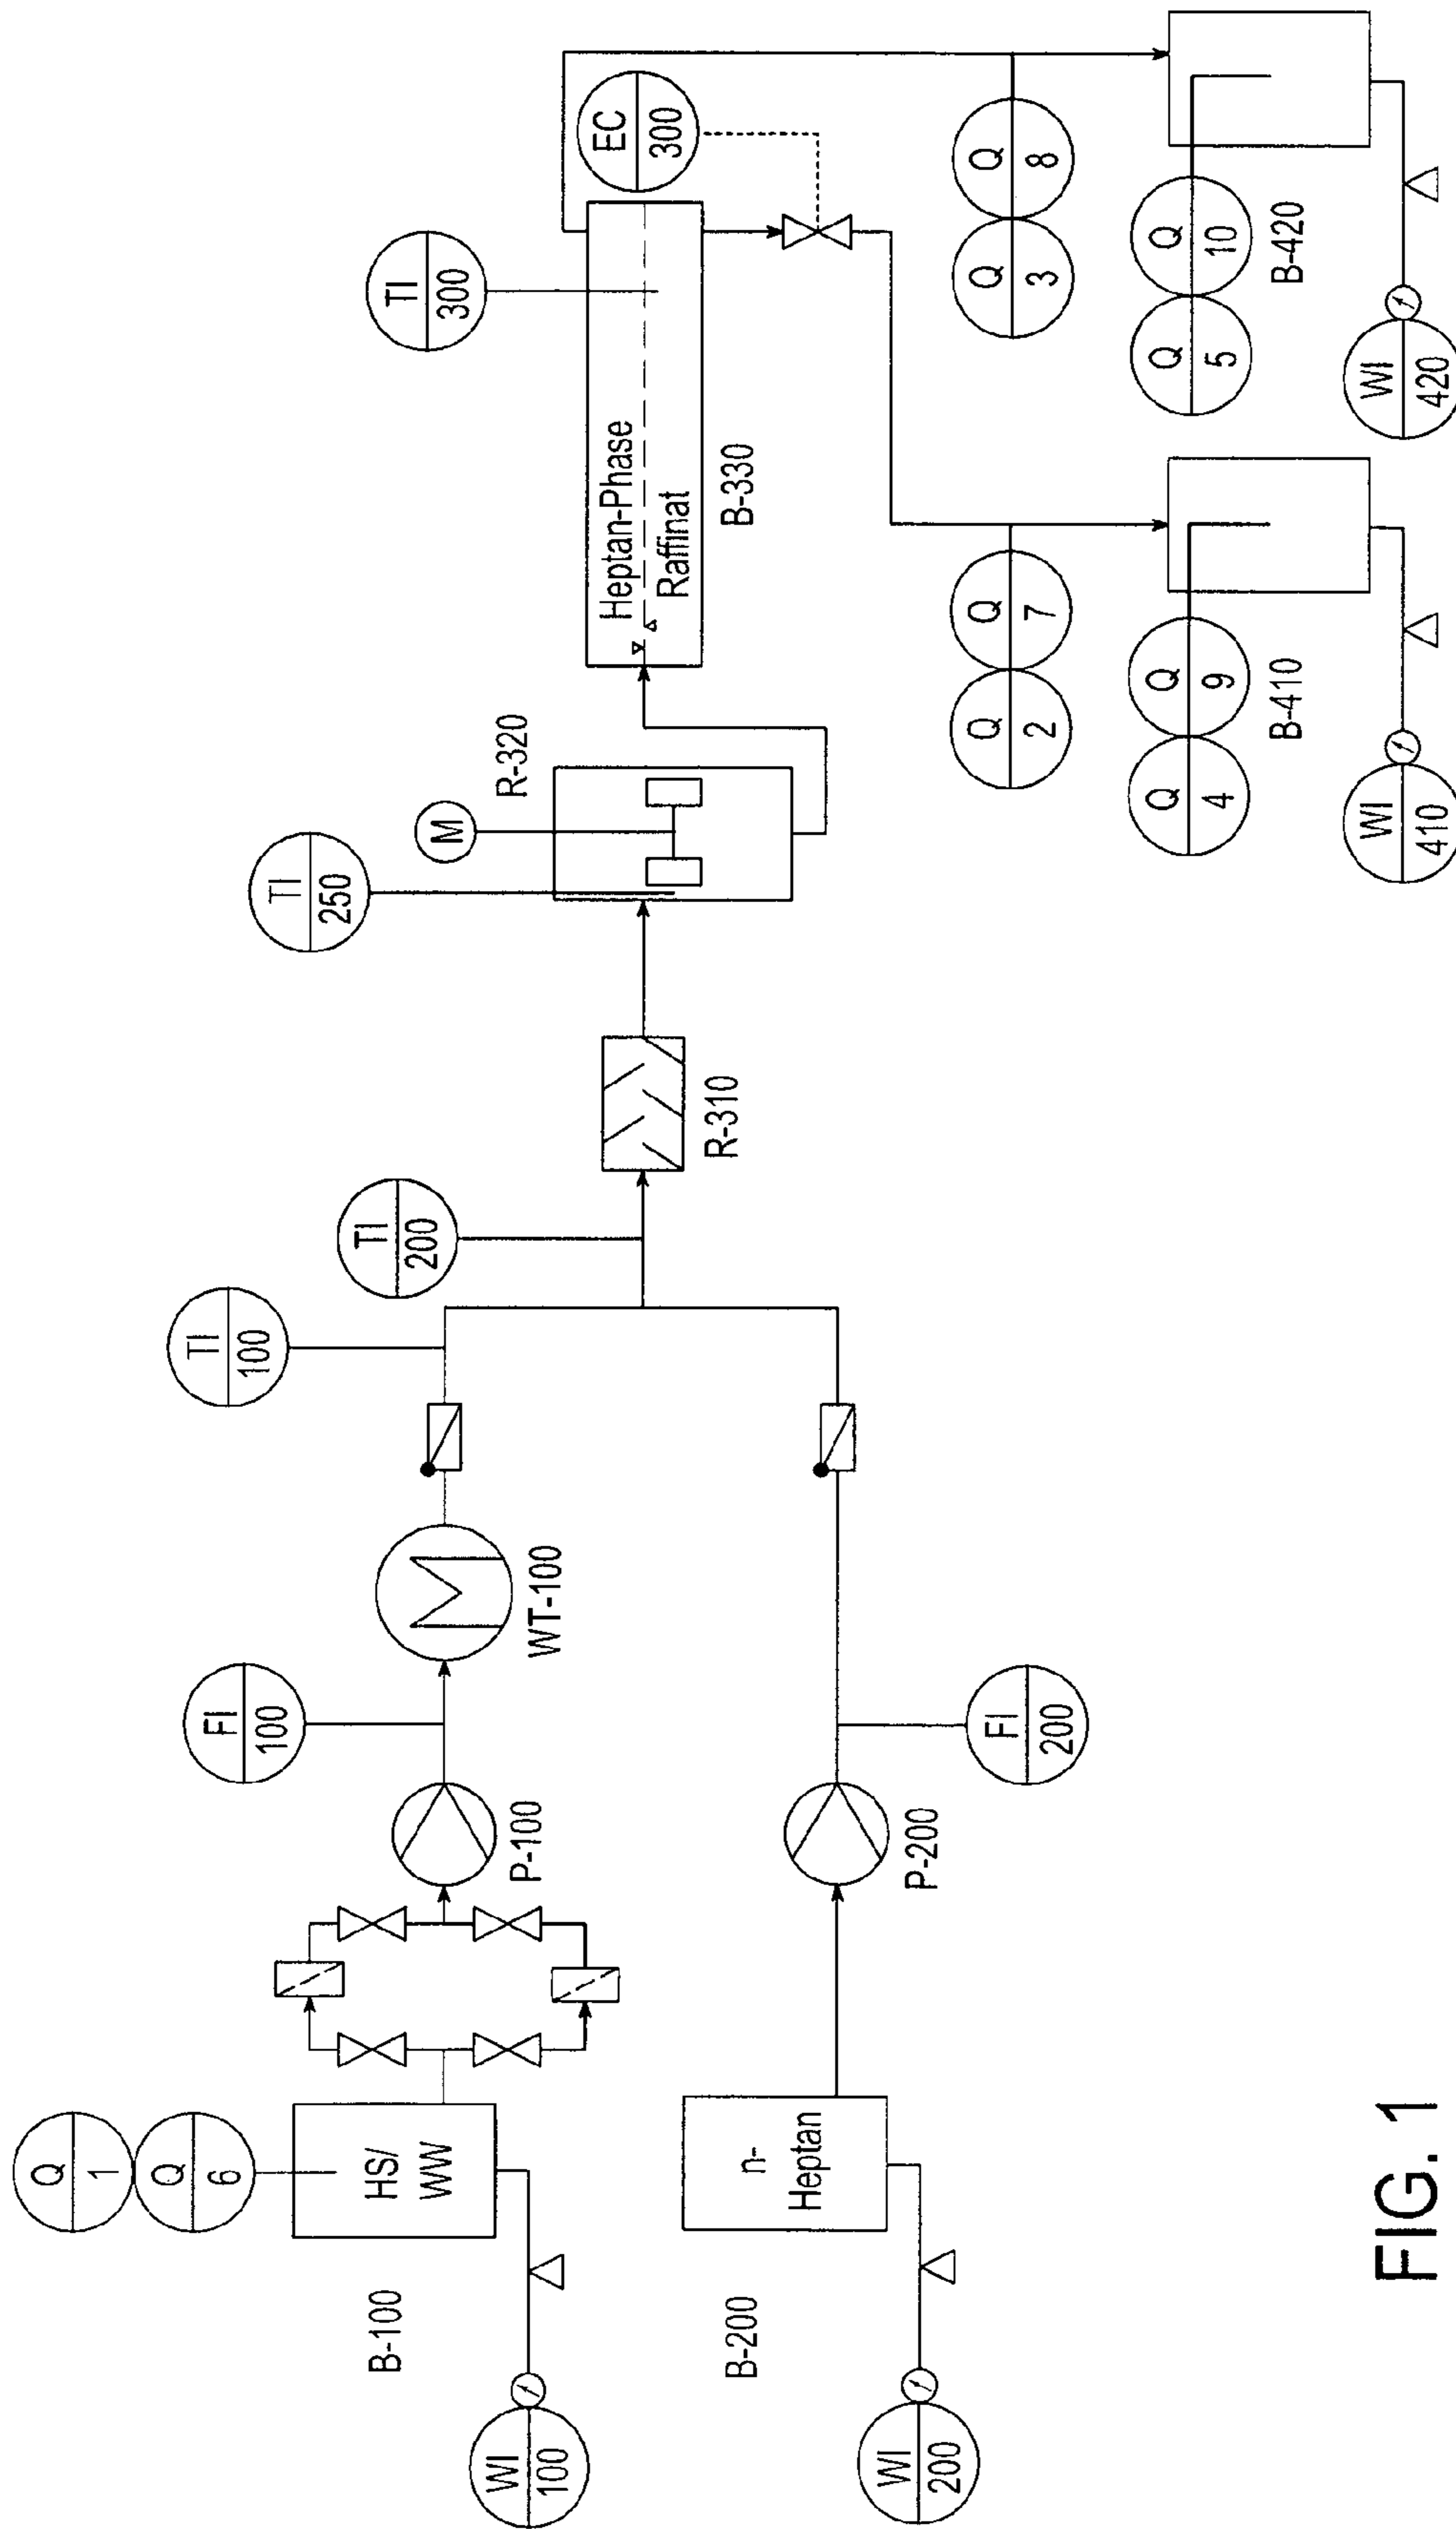 Q
1
Q
6
HS/
WW
B-100
WI
100
P-100
FI
100
WT-100
TI
100
n-
Heptan
B-200
WI
200
P-200
FI
200
TI
200
R-310
TI
250
M
R-320
TI
300
Heptan-Phase
Raffinat
B-330
EC
300
Q
2
Q
7
Q
3
Q
8
Q
4
Q
9
B-410
WI
410
Q
5
Q
10
B-420
WI
420
FIG. 1